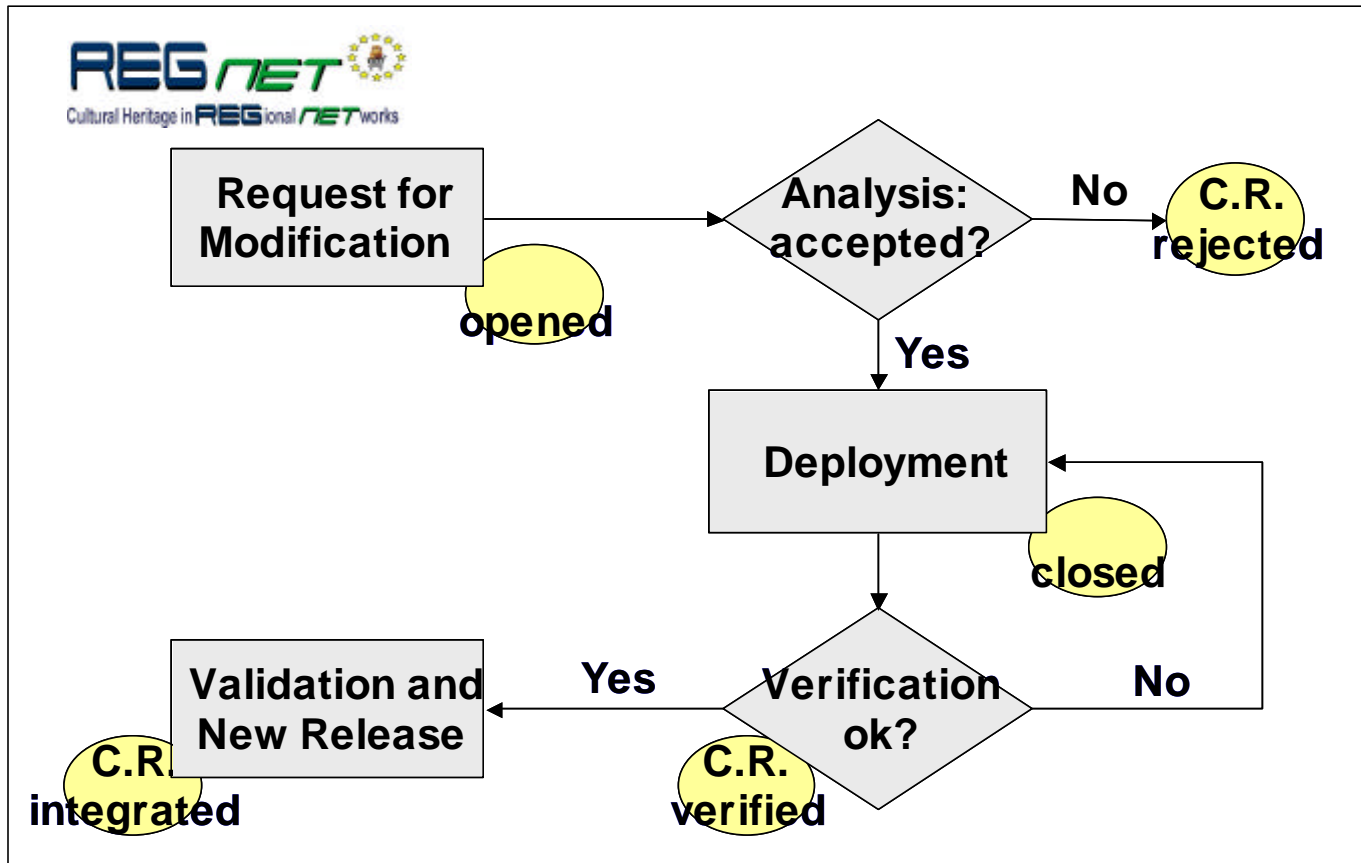 REGNET
Cultural Heritage in REGional NETworks
Request for
Modification
opened
Analysis:
accepted?
No
C.R.
rejected
Yes
Deployment
closed
Verification
ok?
No
Yes
C.R.
verified
Validation and
New Release
C.R.
integrated